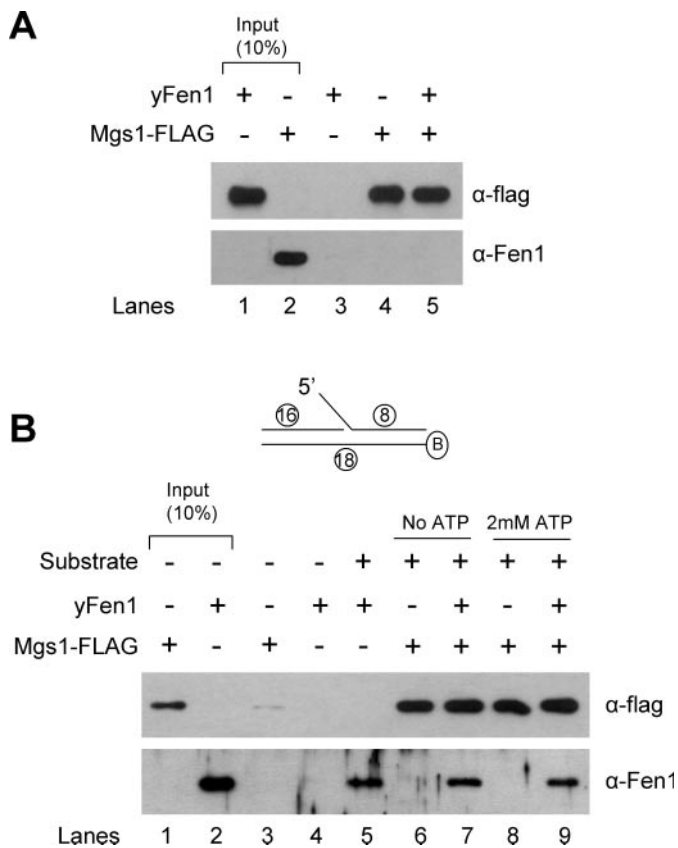 A
Input
(10%)
yFen1 + - + - +
Mgs1-FLAG - + - + +
α-flag
α-Fen1
Lanes 1 2 3 4 5
B
5’
16 8
18 B
Input
(10%)
No ATP 2mM ATP
Substrate - - - - + + + + +
yFen1 - + - + + - + - +
Mgs1-FLAG + - + - - + + + +
α-flag
α-Fen1
Lanes 1 2 3 4 5 6 7 8 9